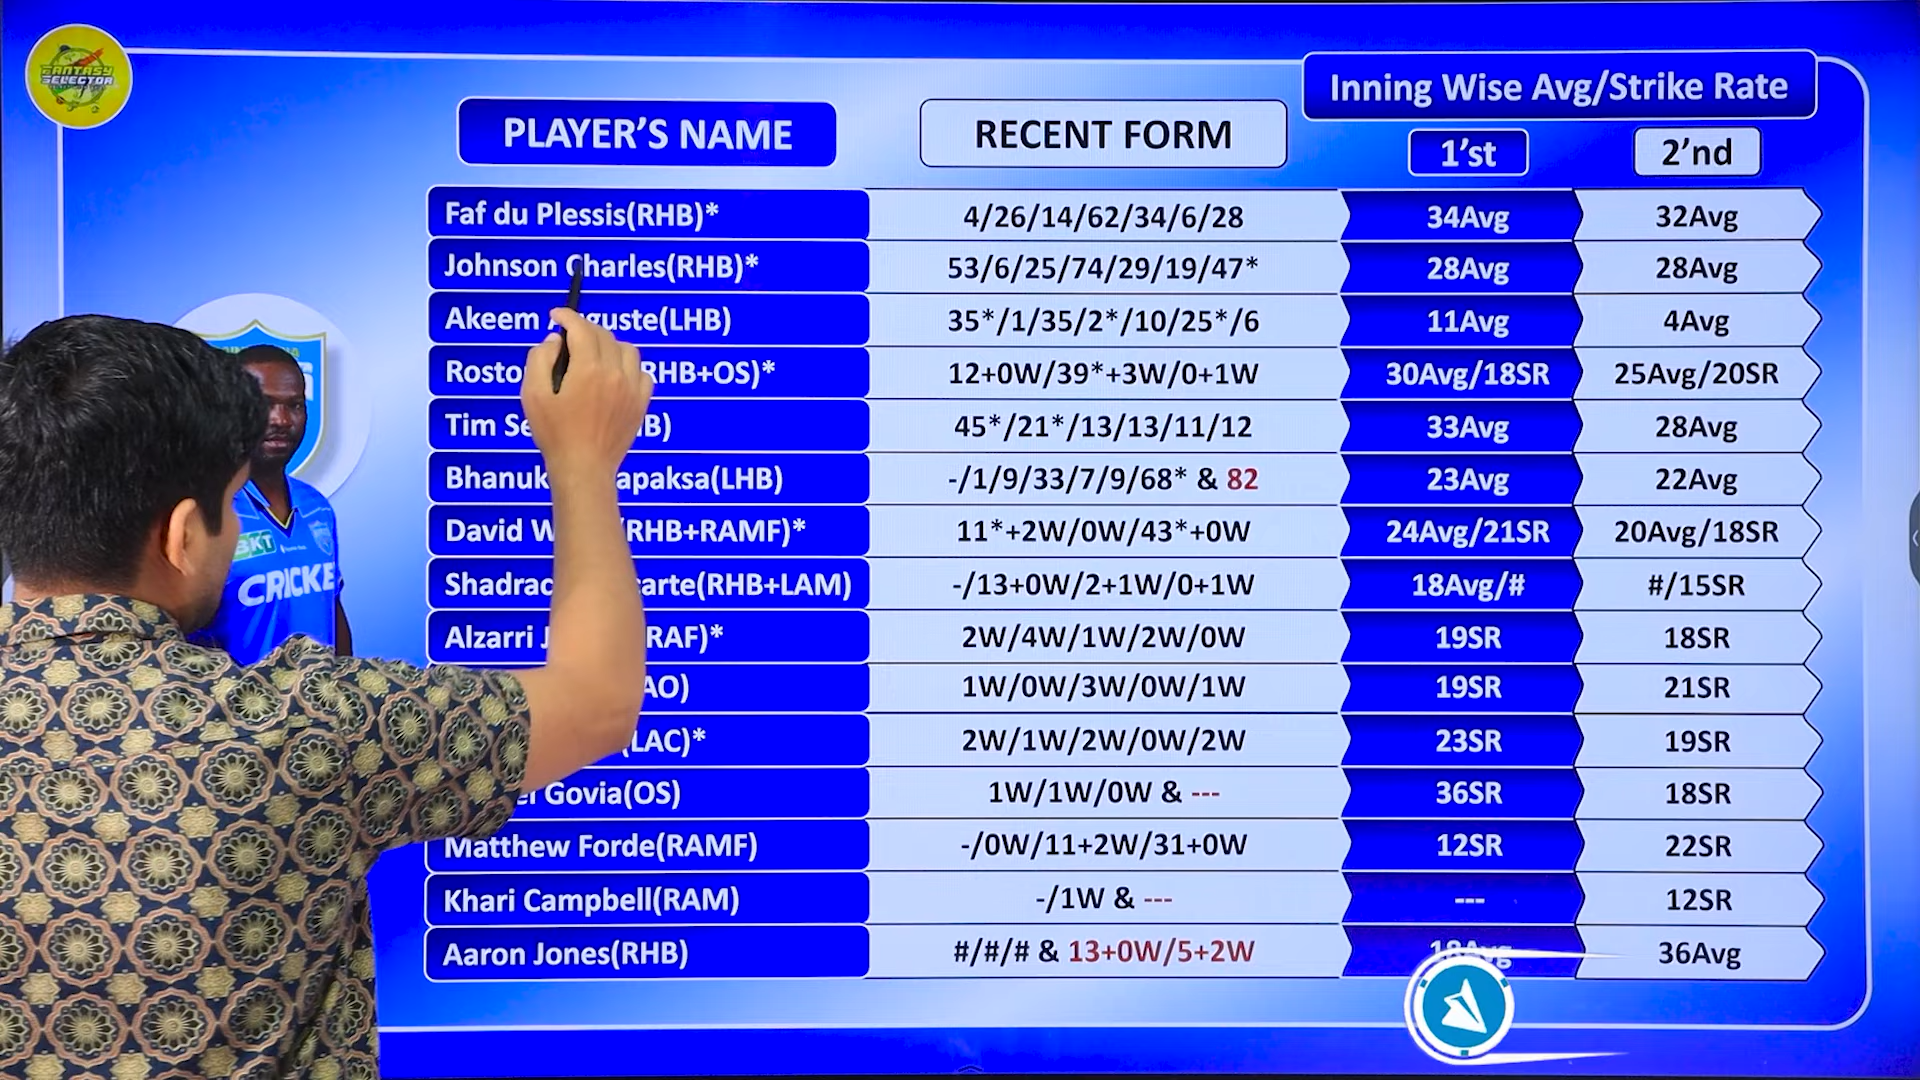 FANTASY
SELECTOR
Inning Wise Avg/Strike Rate
PLAYER'S NAME RECENT FORM 1'st 2'nd
Faf du Plessis(RHB)* 4/26/14/62/34/6/28 34Avg 32Avg
Johnson Charles(RHB)* 53/6/25/74/29/19/47* 28Avg 28Avg
Akeem Auguste(LHB) 35*/1/35/2*/10/25*/6 11Avg 4Avg
RHB+OS)* 12+0W/39*+3W/0+1W 30Avg/18SR 25Avg/20SR
Tim 45*/21*/13/13/11/12 33Avg 28Avg
apaksa(LHB) -/1/9/33/7/9/68* & 82 23Avg 22Avg
David (RHB+RAMF)* 11*+2W/0W/43*+0W 24Avg/21SR 20Avg/18SR
carte(RHB+LAM) -/13+0W/2+1W/0+1W 18Avg/# #/15SR
Alzarri RAF)* 2W/4W/1W/2W/0W 19SR 18SR
AO) 1W/0W/3W/0W/1W 19SR 21SR
(LAC)* 2W/1W/2W/0W/2W 23SR 19SR
Govia(OS) 1W/1W/0W & --- 36SR 18SR
Matthew Forde(RAMF) -/0W/11+2W/31+0W 12SR 22SR
Khari Campbell(RAM) -/1W & --- --- 12SR
Aaron Jones(RHB) #/#/# & 13+0W/5+2W 18Avg 36Avg
BKT
CRICKE